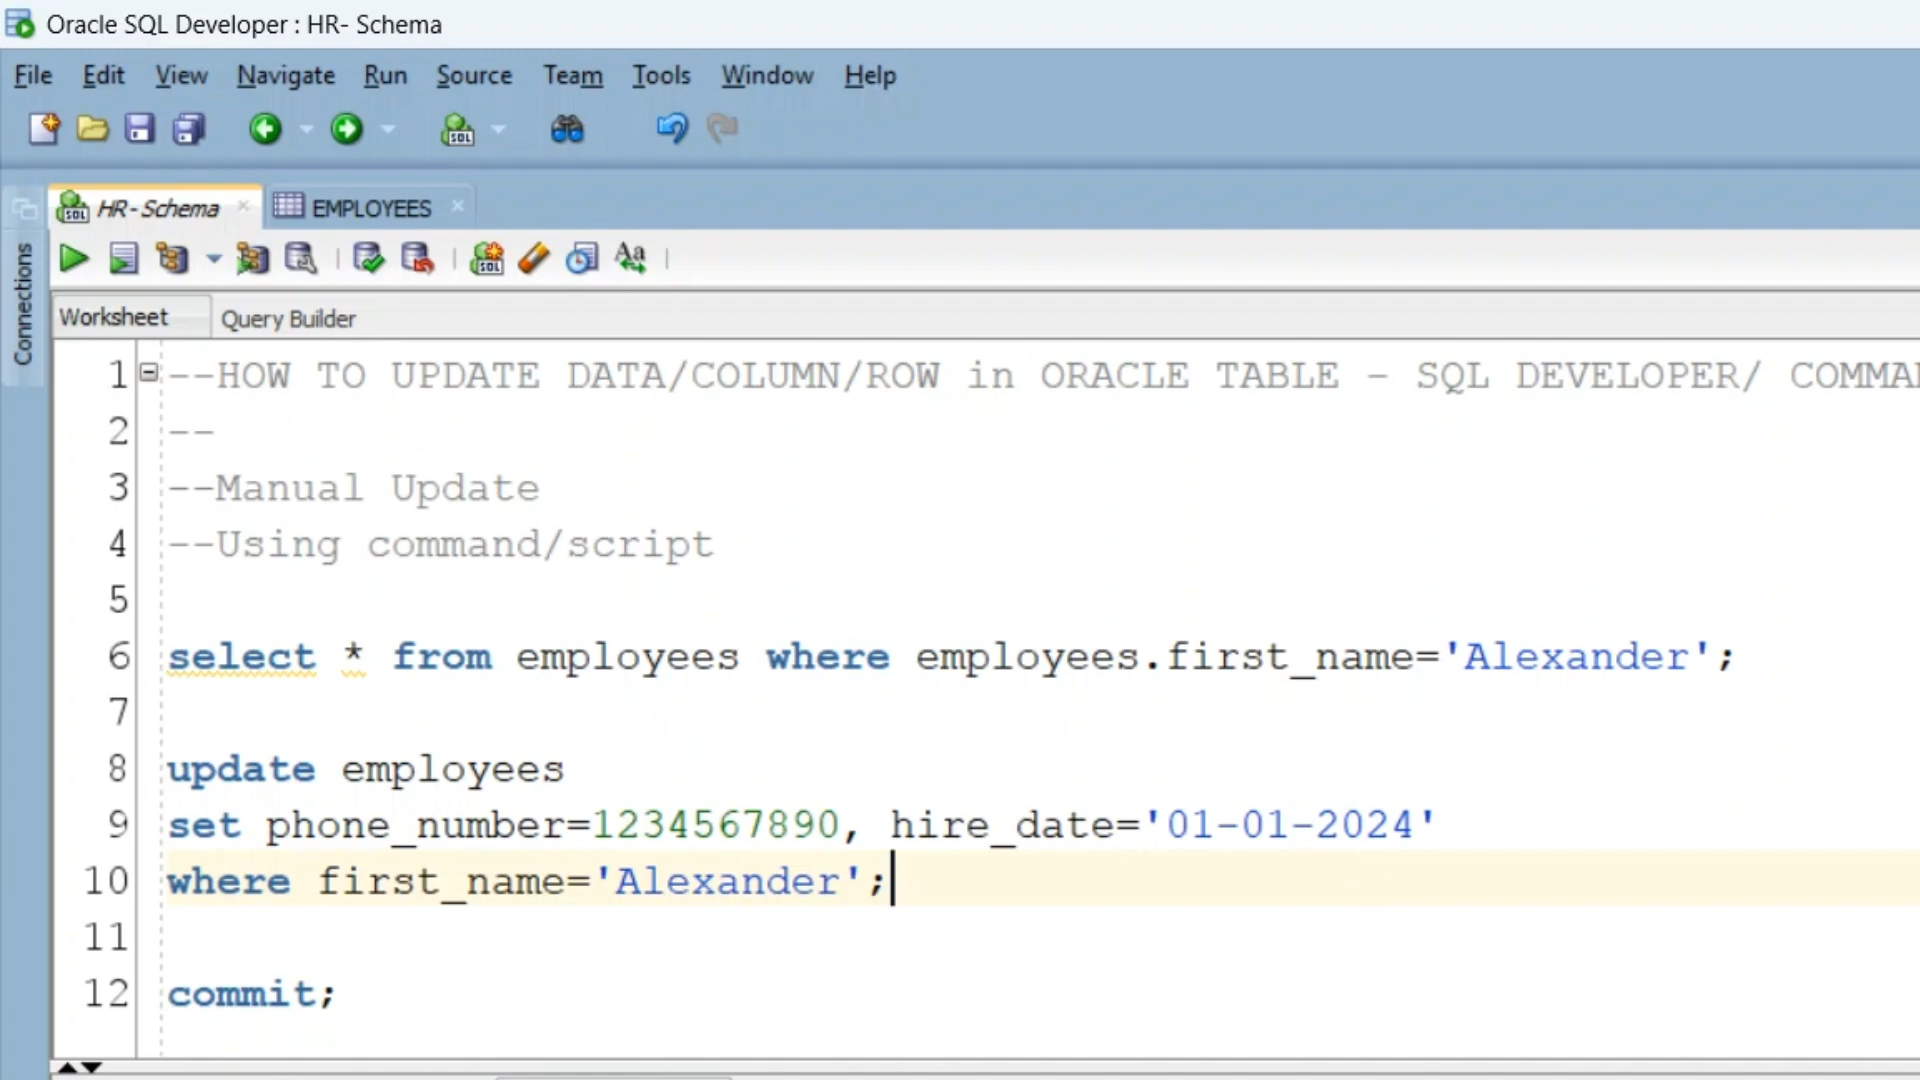 Oracle SQL Developer : HR- Schema
File Edit View Navigate Run Source Team Tools Window Help
HR- Schema EMPLOYEES
Connections
Worksheet Query Builder
1 --HOW TO UPDATE DATA/COLUMN/ROW in ORACLE TABLE - SQL DEVELOPER/ COMMA
2 --
3 --Manual Update
4 --Using command/script
5
6 select * from employees where employees.first_name='Alexander';
7
8 update employees
9 set phone_number=1234567890, hire_date='01-01-2024'
10 where first_name='Alexander';
11
12 commit;